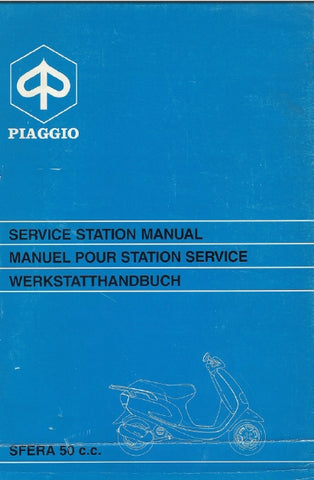 PIAGGIO
SERVICE STATION MANUAL
MANUEL POUR STATION SERVICE
WERKSTATTHANDBUCH
SFERA 50 c.c.